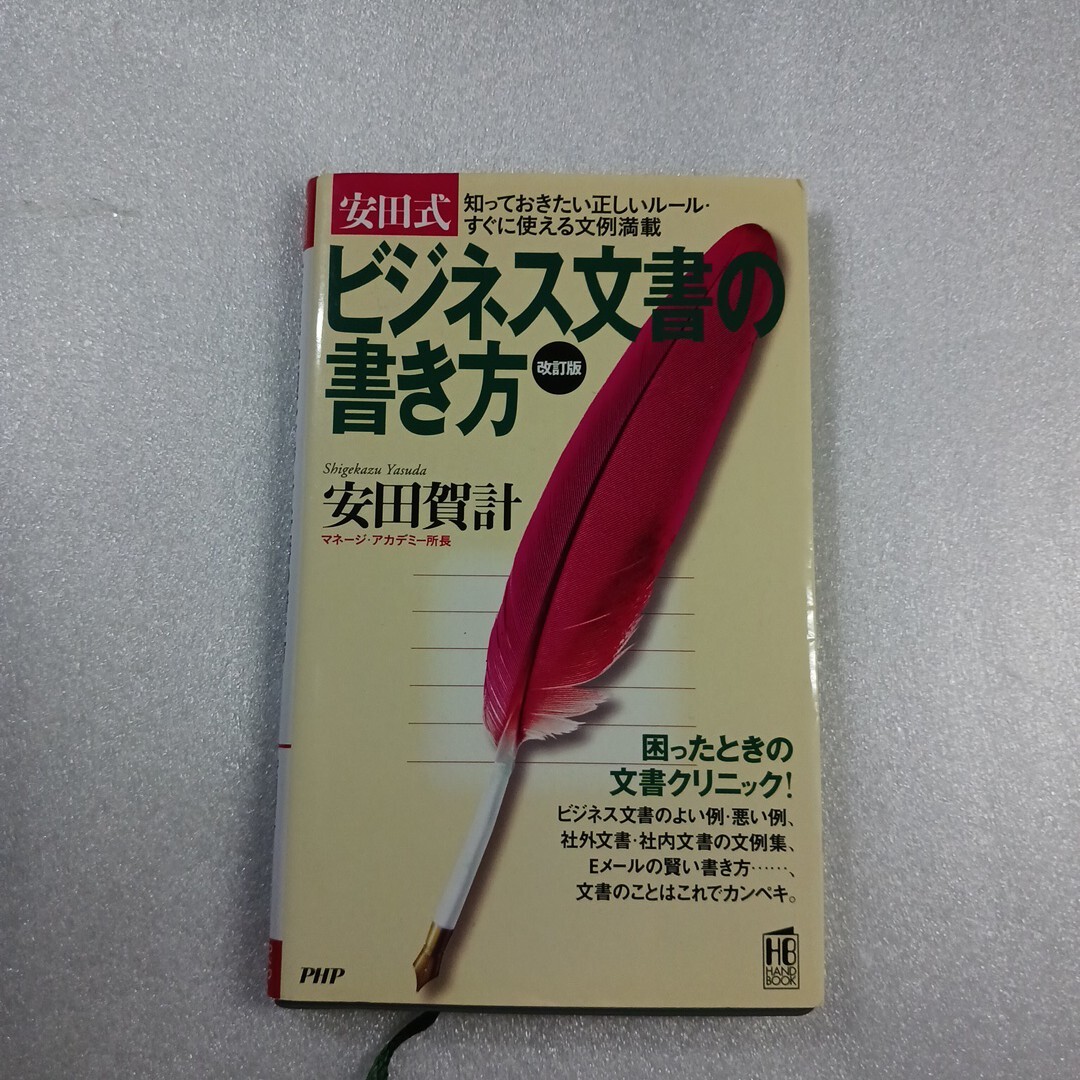 安田式
知っておきたい正しいルール・
すぐに使える文例満載
ビジネス文書の
書き方
改訂版
Shigekazu Yasuda
安田賀計
マネージ・アカデミー所長
困ったときの
文書クリニック!
ビジネス文書のよい例・悪い例、
社外文書・社内文書の文例集、
Eメールの賢い書き方……、
文書のことはこれでカンペキ。
PHP
HB
HAND
BOOK